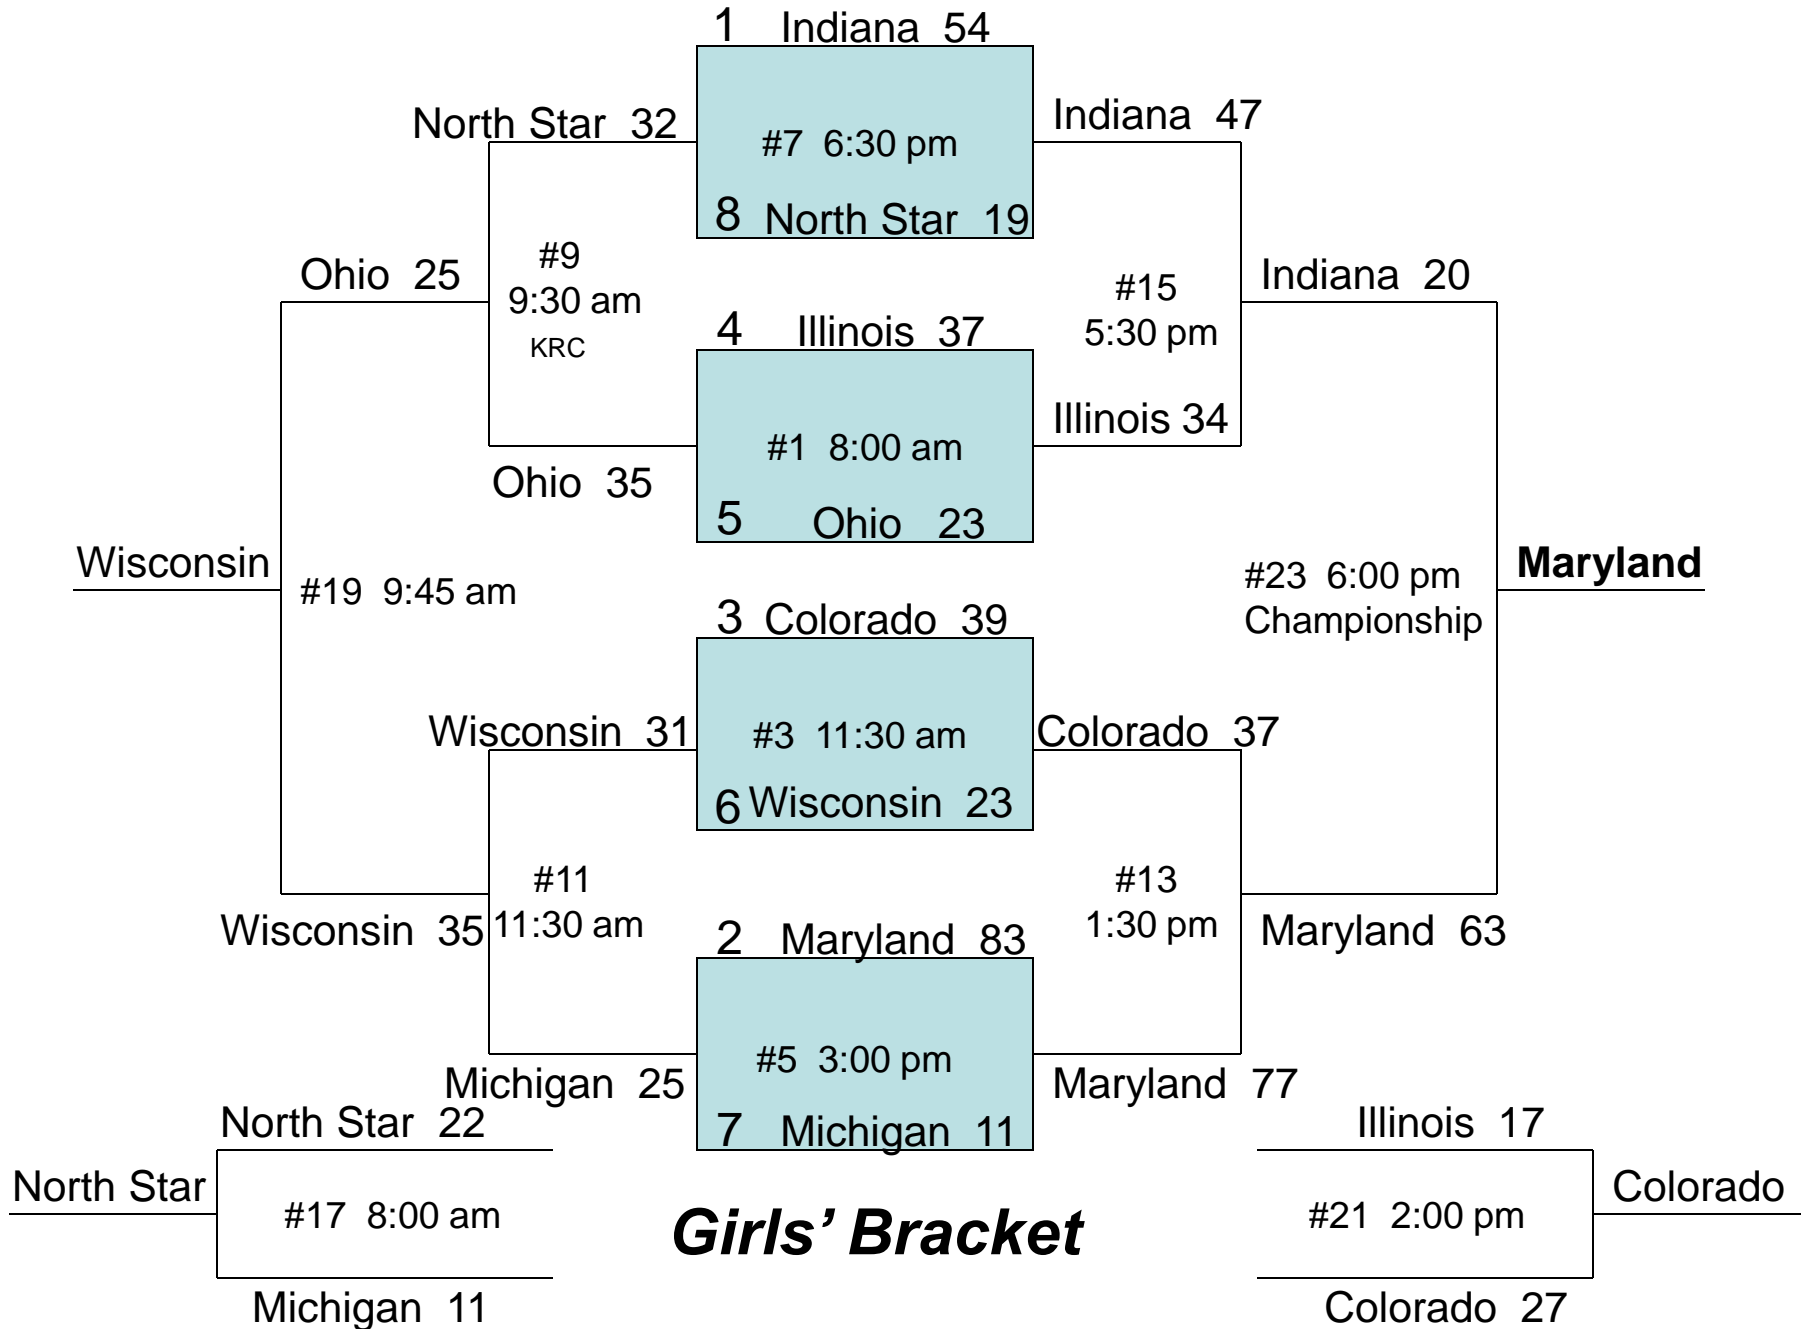 1 Indiana 54
North Star 32
#7 6:30 pm
Indiana 47
8 North Star 19
Ohio 25
#9
9:30 am
KRC
#15
5:30 pm
Indiana 20
4 Illinois 37
Ohio 35
#1 8:00 am
Illinois 34
5 Ohio 23
Wisconsin
#19 9:45 am
#23 6:00 pm
Championship
Maryland
3 Colorado 39
Wisconsin 31
#3 11:30 am
Colorado 37
6 Wisconsin 23
Wisconsin 35
#11
11:30 am
#13
1:30 pm
Maryland 63
2 Maryland 83
Michigan 25
#5 3:00 pm
Maryland 77
7 Michigan 11
North Star 22
North Star
#17 8:00 am
Michigan 11
Girls’ Bracket
Illinois 17
#21 2:00 pm
Colorado
Colorado 27